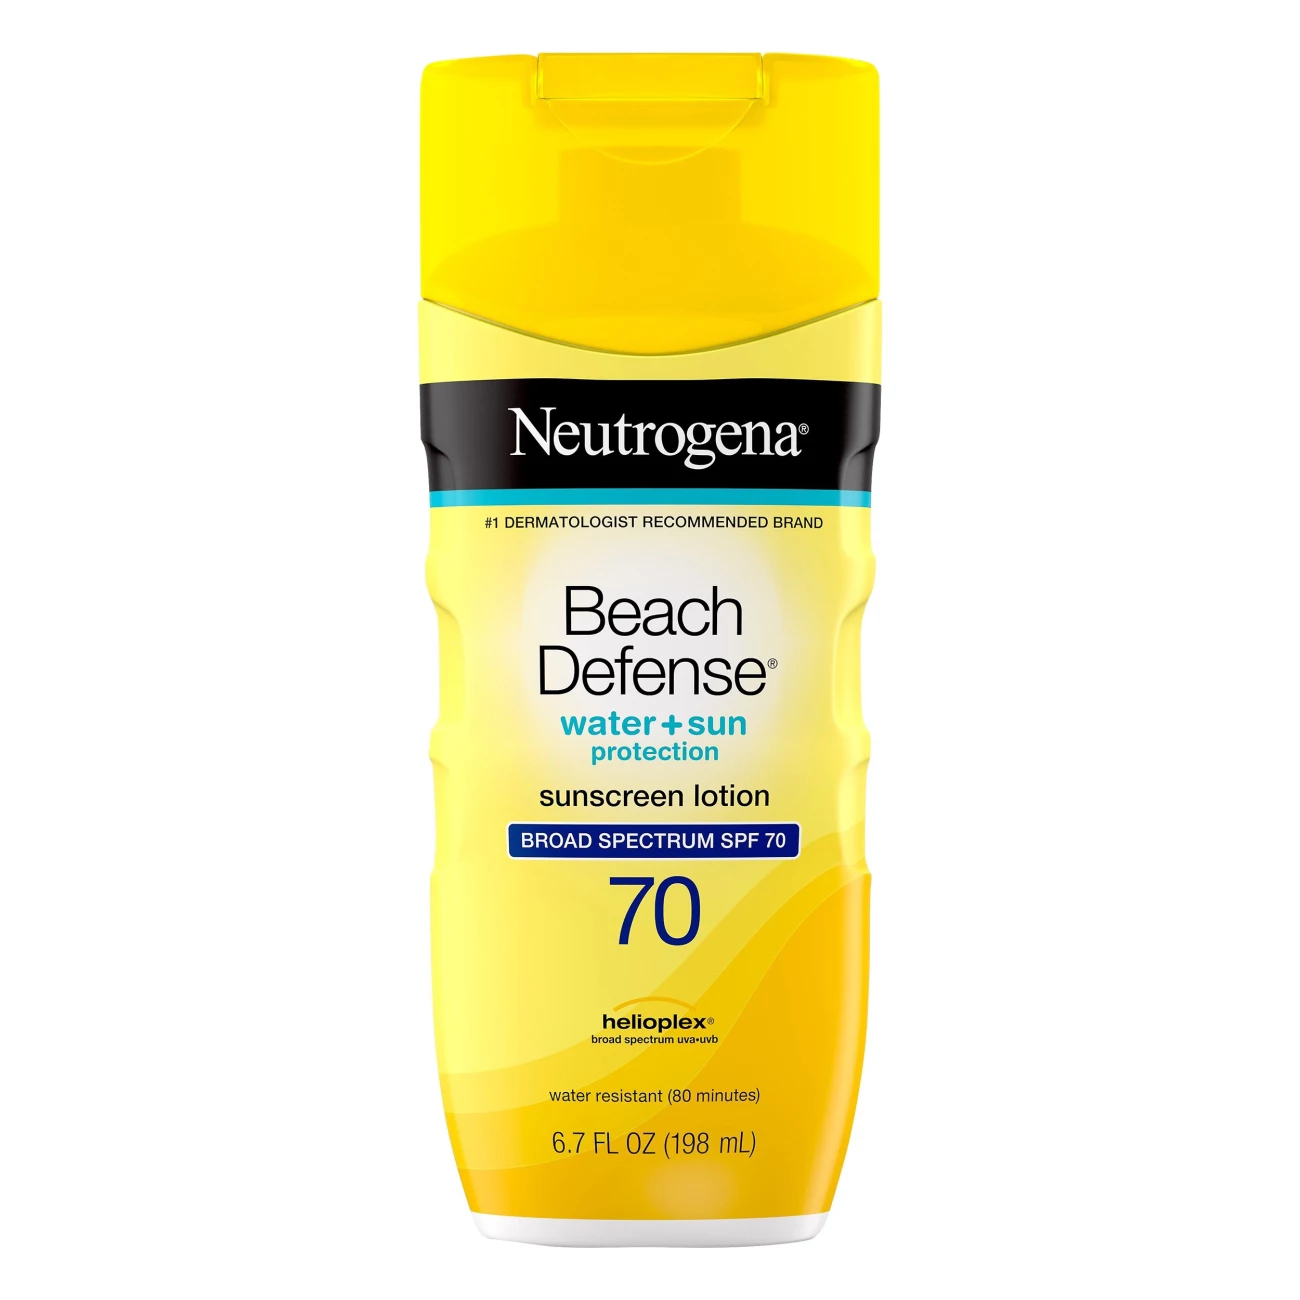 Neutrogena®
#1 DERMATOLOGIST RECOMMENDED BRAND
Beach
Defense®
water+sun
protection
sunscreen lotion
BROAD SPECTRUM SPF 70
70
helioplex®
broad spectrum uva•uvb
water resistant (80 minutes)
6.7 FL OZ (198 mL)